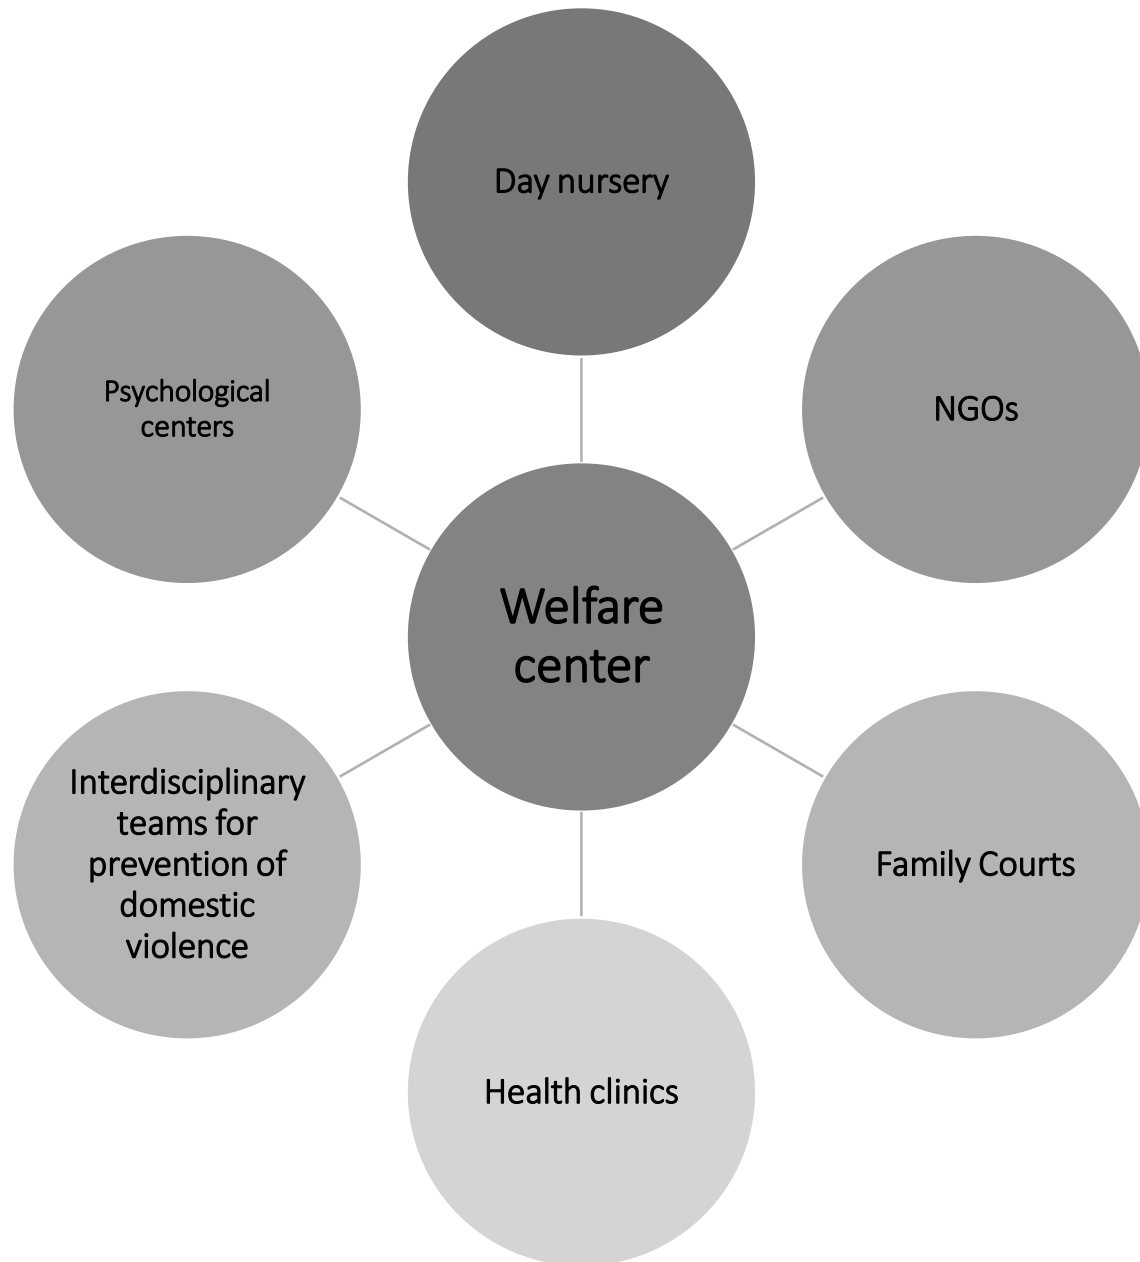 Day nursery
Psychological
centers
NGOs
Welfare
center
Interdisciplinary
teams for
prevention of
domestic
violence
Family Courts
Health clinics